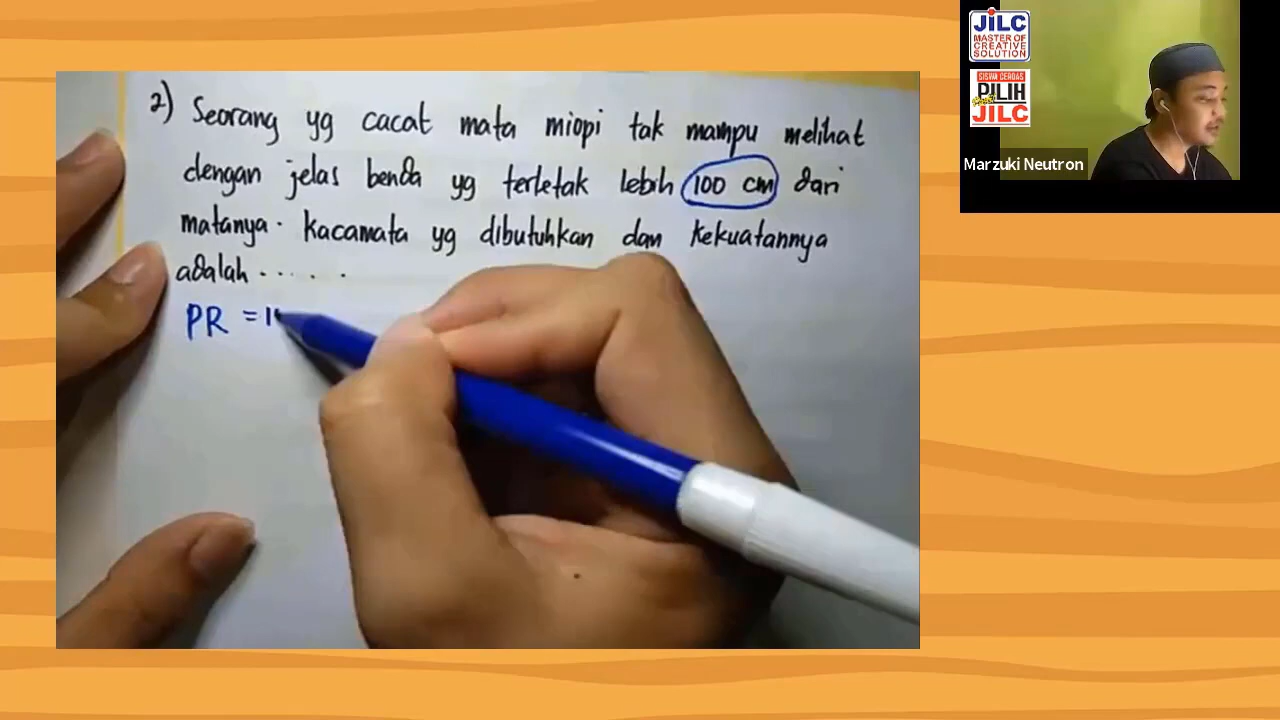 2) Seorang yg cacat mata miopi tak mampu melihat
dengan jelas benda yg terletak lebih 100 cm dari
matanya. Kacamata yg dibutuhkan dan kekuatannya
adalah .....
PR = 1
JILC
MASTER OF
CREATIVE
SOLUTION
SISWA CERDAS
PILIH
JILC
Marzuki Neutron